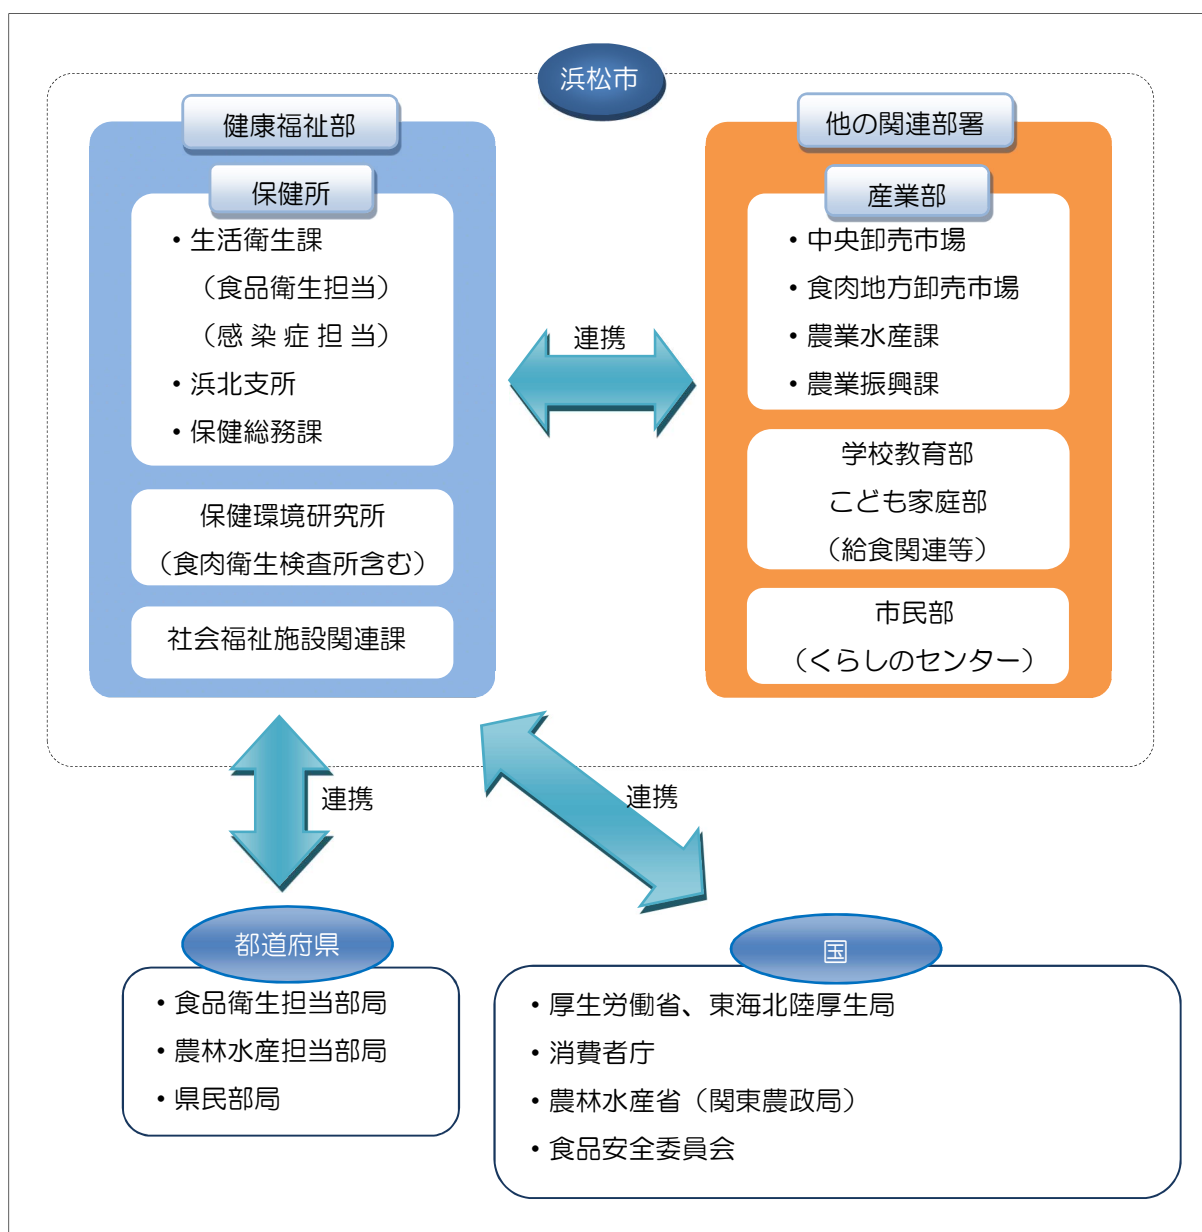 浜松市
健康福祉部
保健所
・生活衛生課
（食品衛生担当）
（感 染 症 担 当）
・浜北支所
・保健総務課
保健環境研究所
（食肉衛生検査所含む）
社会福祉施設関連課
連携
他の関連部署
産業部
・中央卸売市場
・食肉地方卸売市場
・農業水産課
・農業振興課
学校教育部
こども家庭部
（給食関連等）
市民部
（くらしのセンター）
連携
連携
都道府県
・食品衛生担当部局
・農林水産担当部局
・県民部局
国
・厚生労働省、東海北陸厚生局
・消費者庁
・農林水産省（関東農政局）
・食品安全委員会